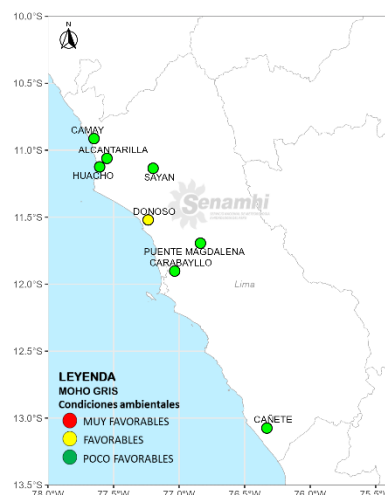 10.0°S
N
10.5°S
CAMAY
11.0°S
ALCANTARILLA
HUACHO
SAYAN
Senamhi
11.5°S
DONOSO
PUENTE MAGDALENA
CARABAYLLO
12.0°S
Lima
12.5°S
LEYENDA
MOHO GRIS
Condiciones ambientales
MUY FAVORABLES
FAVORABLES
POCO FAVORABLES
CAÑETE
13.0°S
13.5°S
78.0°W
77.5°W
77.0°W
76.5°W
76.0°W
75.5°